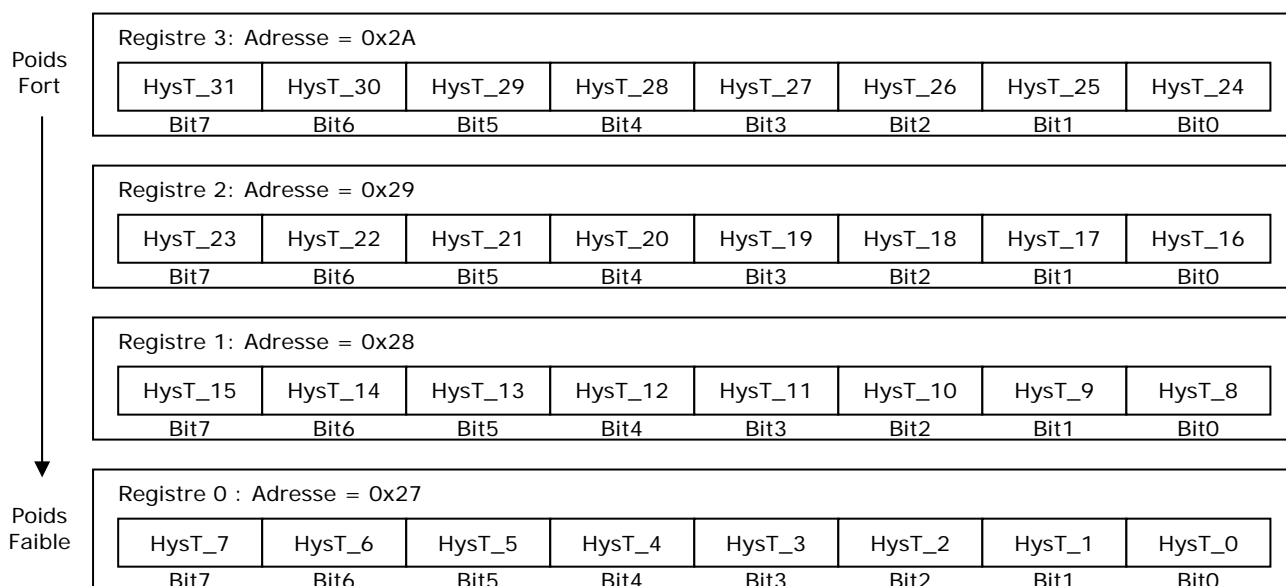 Poids
Fort
Registre 3: Adresse = 0x2A
HysT_31 HysT_30 HysT_29 HysT_28 HysT_27 HysT_26 HysT_25 HysT_24
Bit7 Bit6 Bit5 Bit4 Bit3 Bit2 Bit1 Bit0
Registre 2: Adresse = 0x29
HysT_23 HysT_22 HysT_21 HysT_20 HysT_19 HysT_18 HysT_17 HysT_16
Bit7 Bit6 Bit5 Bit4 Bit3 Bit2 Bit1 Bit0
Registre 1: Adresse = 0x28
HysT_15 HysT_14 HysT_13 HysT_12 HysT_11 HysT_10 HysT_9 HysT_8
Bit7 Bit6 Bit5 Bit4 Bit3 Bit2 Bit1 Bit0
Poids
Faible
Registre 0 : Adresse = 0x27
HysT_7 HysT_6 HysT_5 HysT_4 HysT_3 HysT_2 HysT_1 HysT_0
Bit7 Bit6 Bit5 Bit4 Bit3 Bit2 Bit1 Bit0